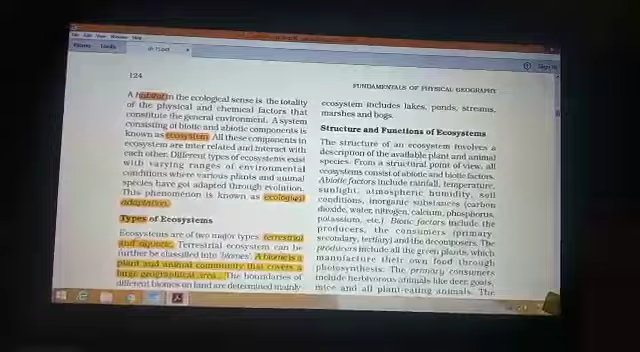 File Edit View Window Help
Home Tools
Sign In
124
FUNDAMENTALS OF PHYSICAL GEOGRAPHY
A habitat in the ecological sense is the totality
of the physical and chemical factors that
constitute the general environment. A system
consisting of biotic and abiotic components is
known as ecosystem. All these components in
ecosystem are inter related and interact with
each other. Different types of ecosystems exist
with varying ranges of environmental
conditions where various plants and animal
species have got adapted through evolution.
This phenomenon is known as ecological
adaptation.
Types of Ecosystems
Ecosystems are of two major types: terrestrial
and aquatic. Terrestrial ecosystem can be
further be classified into 'biomes'. A biome is a
plant and animal community that covers a
large geographical area. The boundaries of
different biomes on land are determined mainly
ecosystem includes lakes, ponds, streams,
marshes and bogs.
Structure and Functions of Ecosystems
The structure of an ecosystem involves a
description of the available plant and animal
species. From a structural point of view, all
ecosystems consist of abiotic and biotic factors.
Abiotic factors include rainfall, temperature,
sunlight, atmospheric humidity, soil
conditions, inorganic substances (carbon
dioxide, water, nitrogen, calcium, phosphorus,
potassium, etc.). Biotic factors include the
producers, the consumers (primary,
secondary, tertiary) and the decomposers. The
producers include all the green plants, which
manufacture their own food through
photosynthesis. The primary consumers
include herbivorous animals like deer, goats,
mice and all plant-eating animals. The